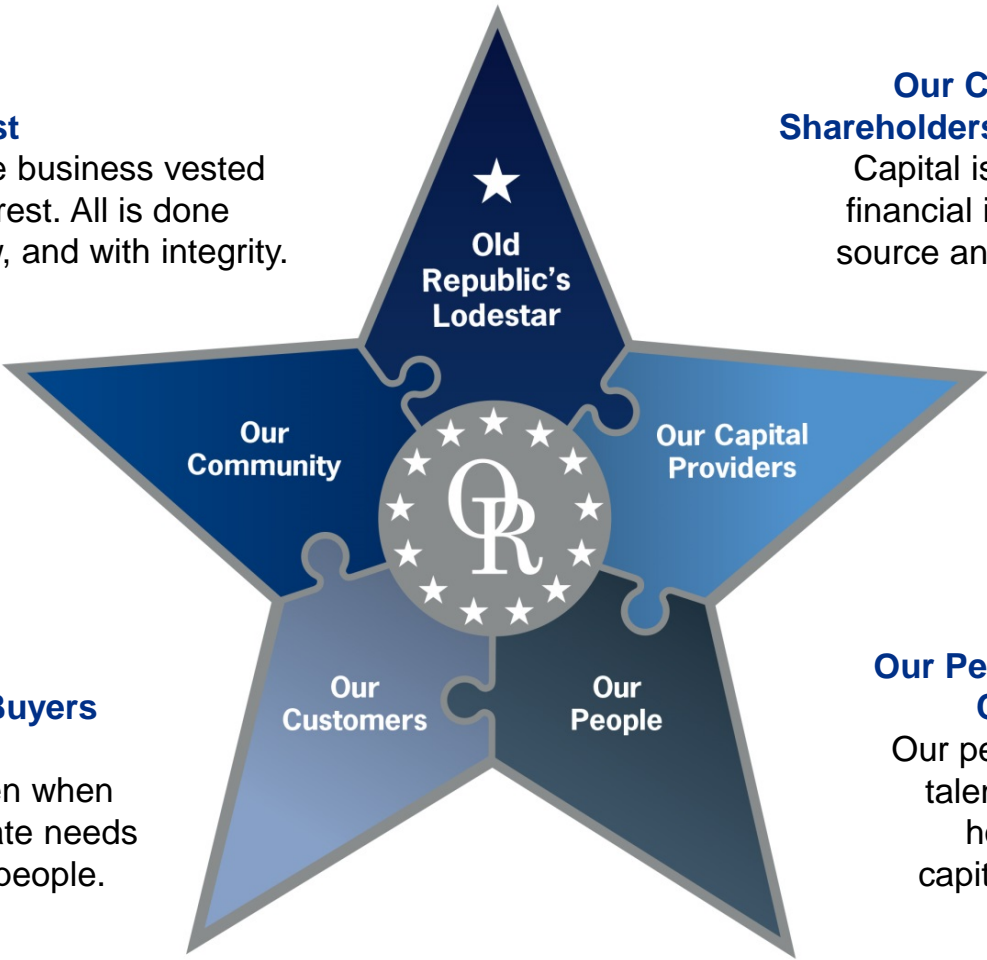 Our C
st
Shareholders
e business vested
Capital is
rest. All is done
financial i
, and with integrity.
source an
Old
Republic's
Lodestar
Our
Community
Our Capital
Providers
OR
Our
Customers
Our
People
Buyers
en when
ate needs
people.
Our Pe
Our pe
taler
he
capit